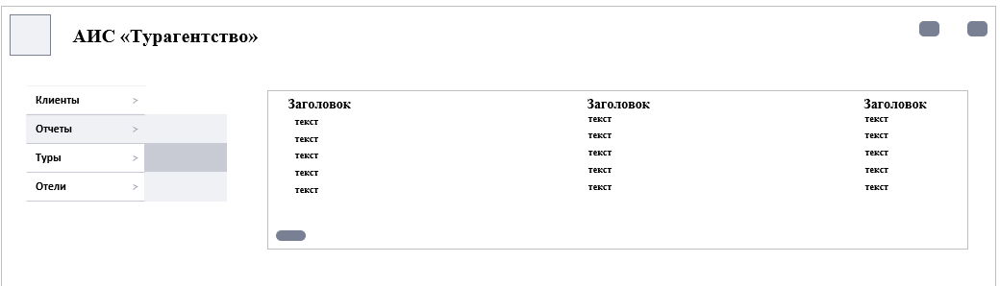 АИС «Турагентство»
Клиенты >
Отчеты >
Туры >
Отели >
Заголовок Заголовок Заголовок
текст текст текст
текст текст текст
текст текст текст
текст текст текст
текст текст текст